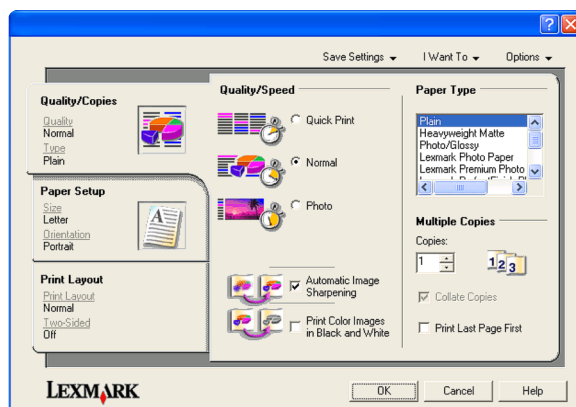 Save Settings
I Want To
Options
Quality/Copies
Quality
Normal
Type
Plain
Paper Setup
Size
Letter
Orientation
Portrait
Print Layout
Print Layout
Normal
Two-Sided
Off
Quality/Speed
Quick Print
Normal
Photo
Automatic Image
Sharpening
Print Color Images
in Black and White
Paper Type
Plain
Heavyweight Matte
Photo/Glossy
Lexmark Photo Paper
Lexmark Premium Photo
Multiple Copies
Copies:
1
1 2 3
Collate Copies
Print Last Page First
LEXMARK
OK
Cancel
Help